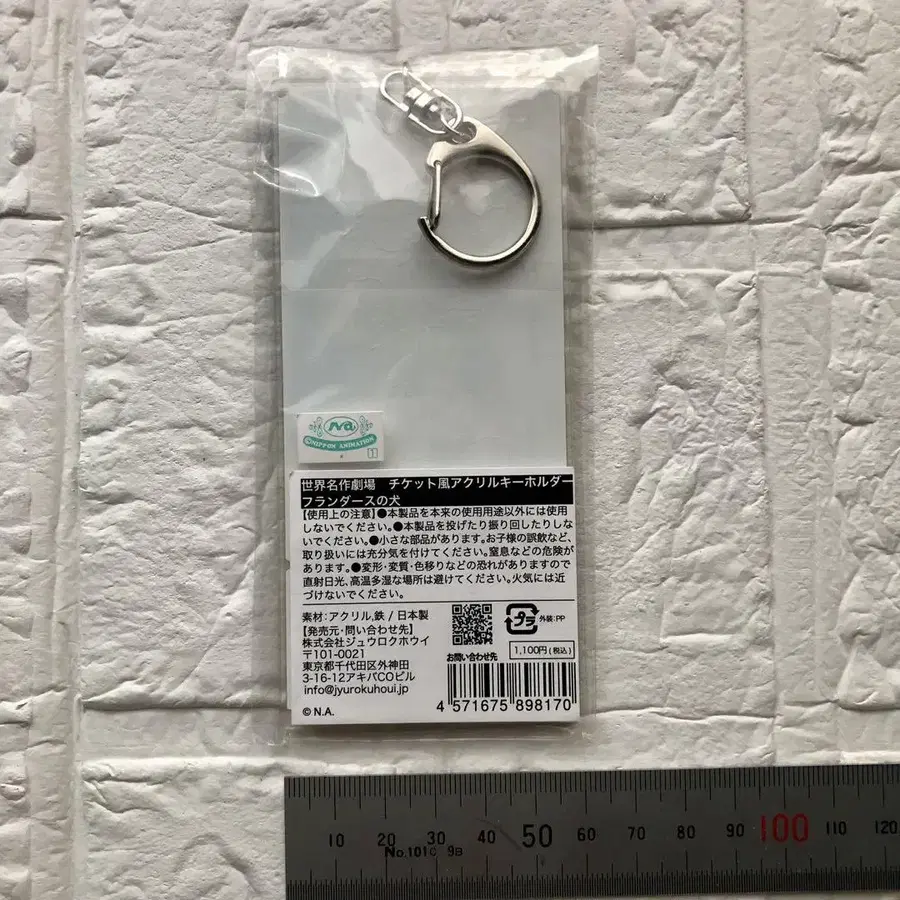 Na
©NIPPON ANIMATION
世界名作劇場 チケット風アクリルキーホルダー
フランダースの犬
【使用上の注意】●本製品を本来の使用用途以外には使用
しないでください。●本製品を投げたり振り回したりしな
いでください。●小さな部品があります。お子様の誤飲など、
取り扱いには充分気を付けてください。窒息などの危険が
あります。●変形・変質・色移りなどの恐れがありますので
直射日光、高温多湿な場所は避けてください。火気には近
づけないでください。
素材：アクリル,鉄 / 日本製
【発売元・問い合わせ先】
株式会社ジュウロクホウイ
〒101-0021
東京都千代田区外神田
3-16-12アキバCOビル
info@jyurokuhoui.jp
© N.A.
プラ
外装：PP
お問い合わせ先
1,100円(税込)
4 571675 898170
10 20 30 40 50 60 70 80 90 100 110 120